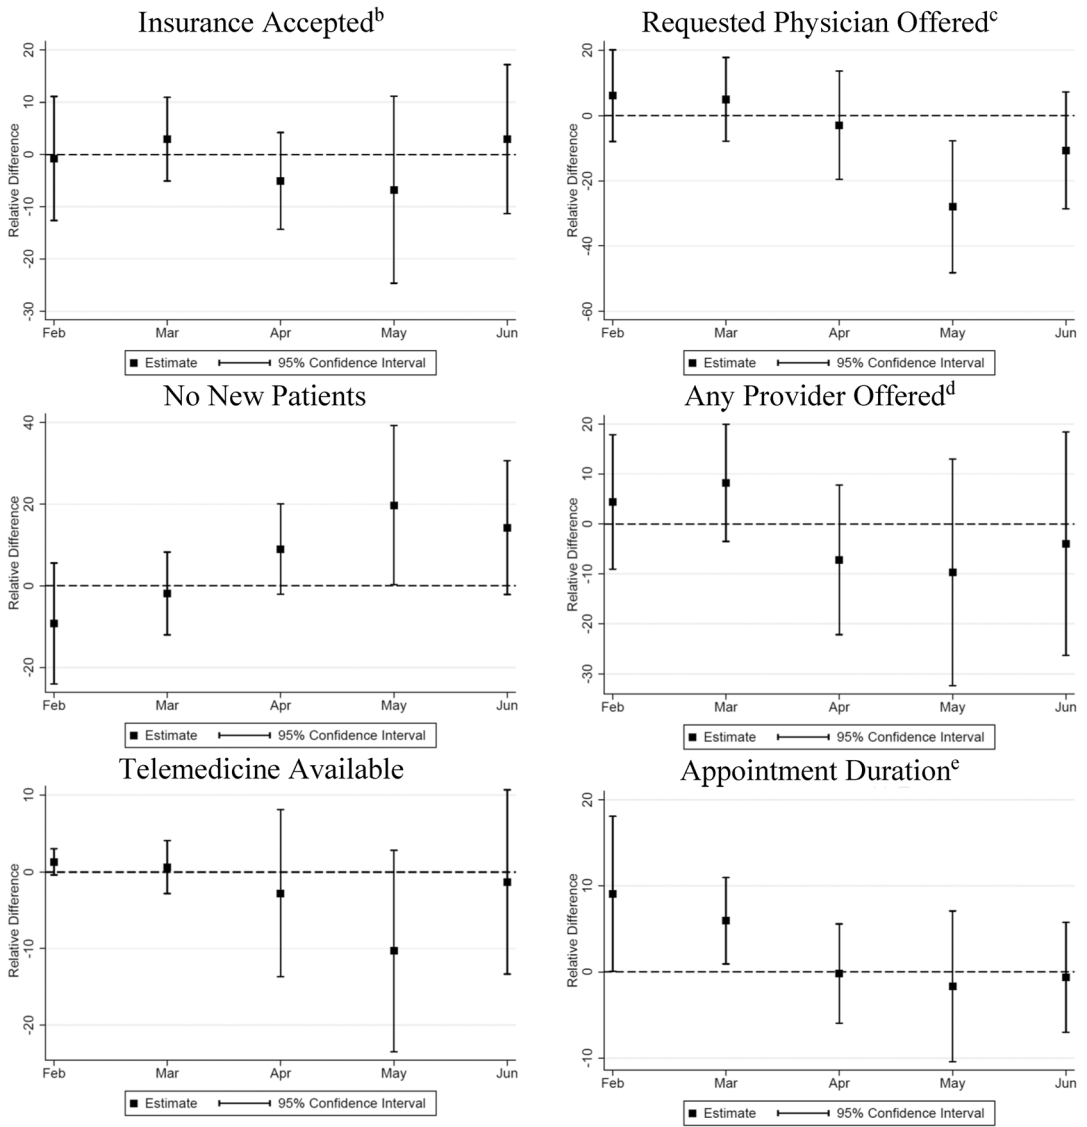 Insurance Accepted^b
20
10
0
-10
-20
-30
Relative Difference
Feb Mar Apr May Jun
Estimate 95% Confidence Interval
Requested Physician Offered^c
20
0
-20
-40
-60
Relative Difference
Feb Mar Apr May Jun
Estimate 95% Confidence Interval
No New Patients
40
20
0
-20
Relative Difference
Feb Mar Apr May Jun
Estimate 95% Confidence Interval
Any Provider Offered^d
20
10
0
-10
-20
-30
Relative Difference
Feb Mar Apr May Jun
Estimate 95% Confidence Interval
Telemedicine Available
10
0
-10
-20
Relative Difference
Feb Mar Apr May Jun
Estimate 95% Confidence Interval
Appointment Duration^e
20
10
0
-10
Relative Difference
Feb Mar Apr May Jun
Estimate 95% Confidence Interval